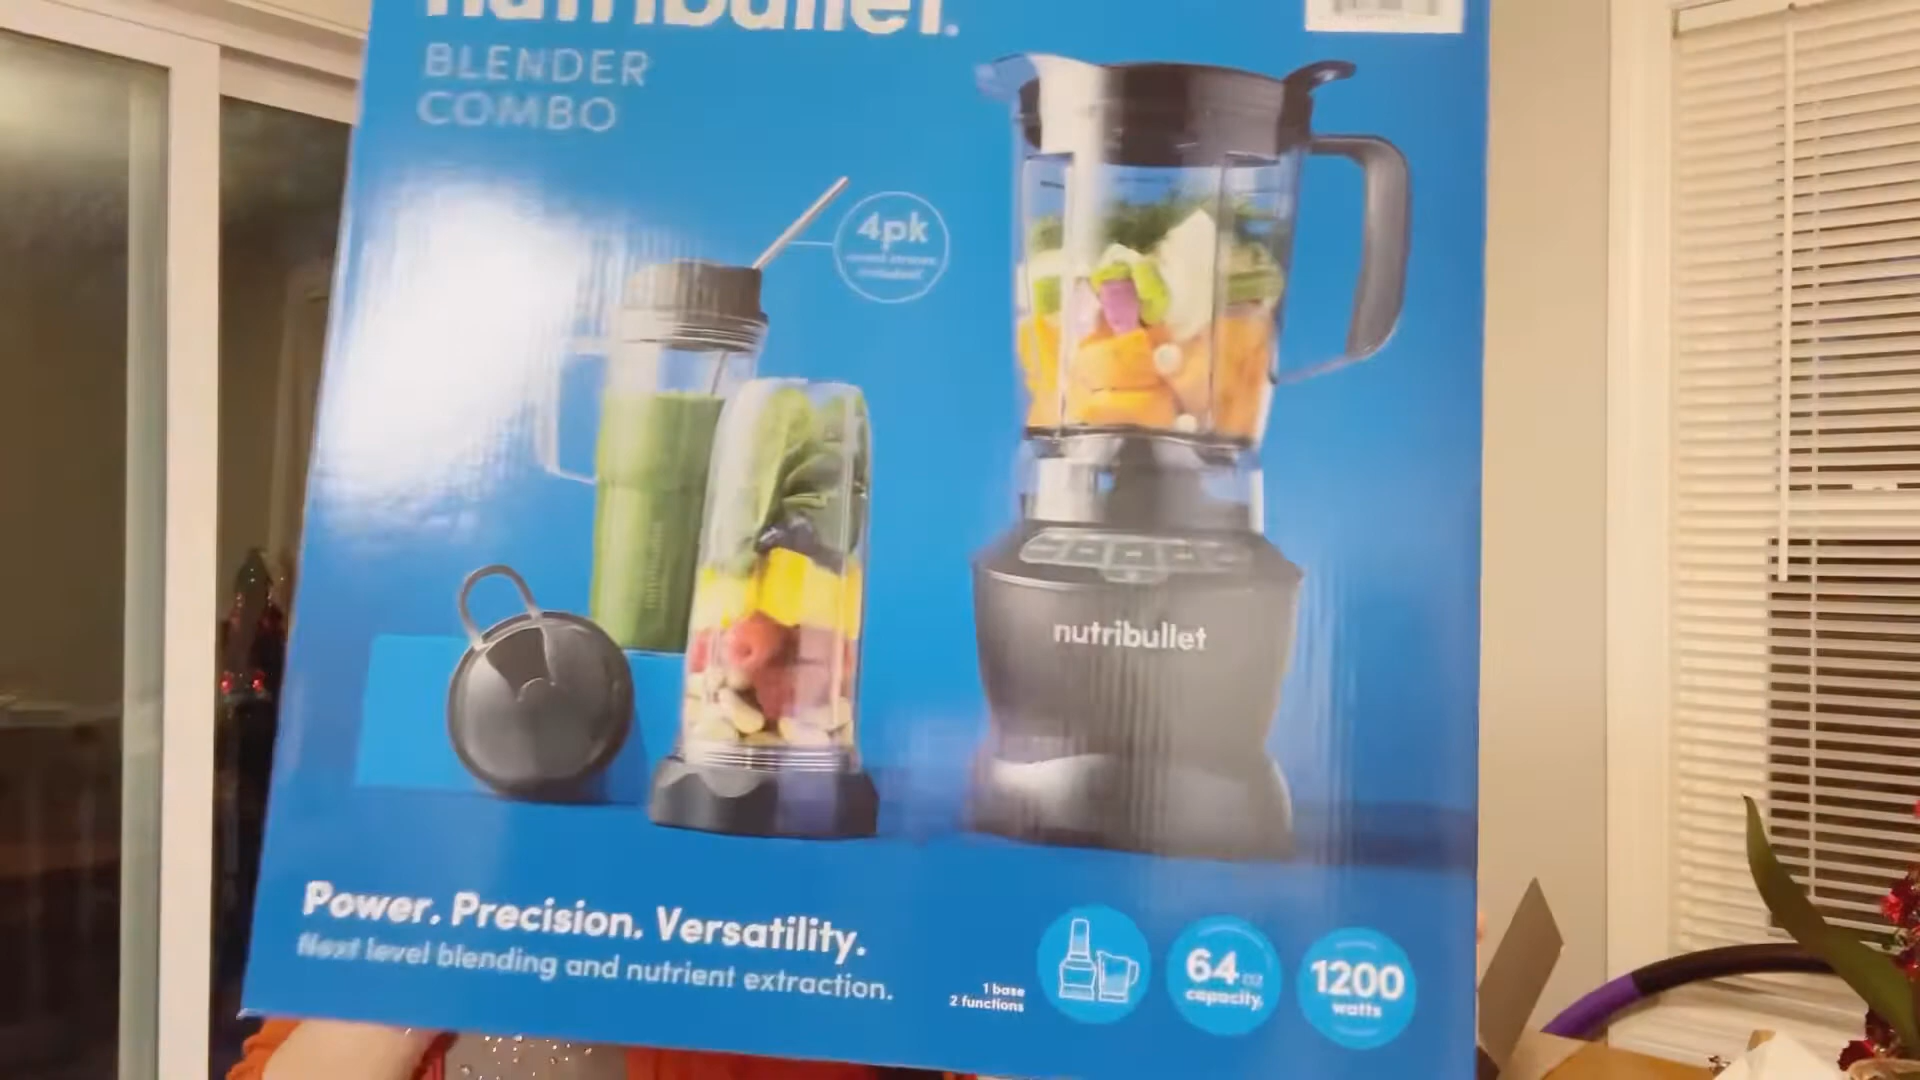 nutribullet.
BLENDER
COMBO
4pk
nutribullet
Power. Precision. Versatility.
Next level blending and nutrient extraction.
1 base
2 functions
64 oz
capacity
1200
watts